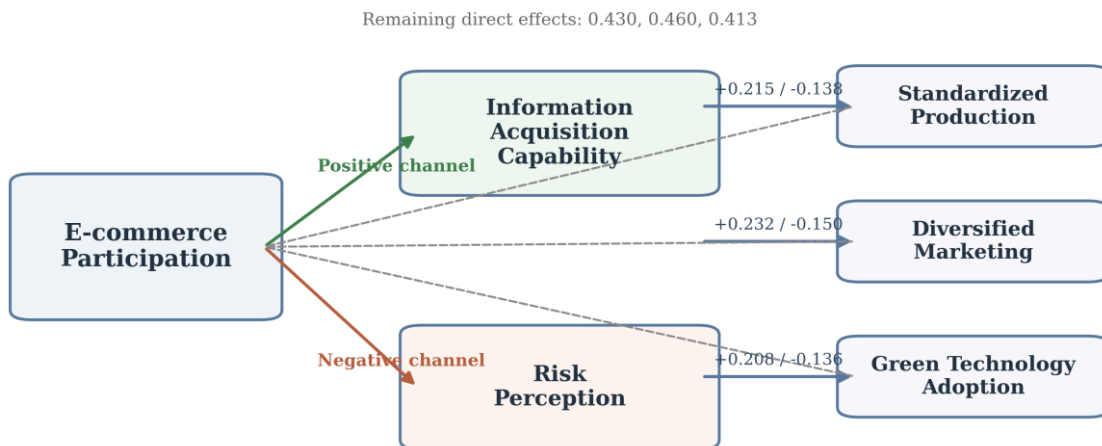 Remaining direct effects: 0.430, 0.460, 0.413
Information
Acquisition
Capability
+0.215 / -0.138
Standardized
Production
Positive channel
E-commerce
Participation
+0.232 / -0.150
Diversified
Marketing
Negative channel
Risk
Perception
+0.208 / -0.136
Green Technology
Adoption